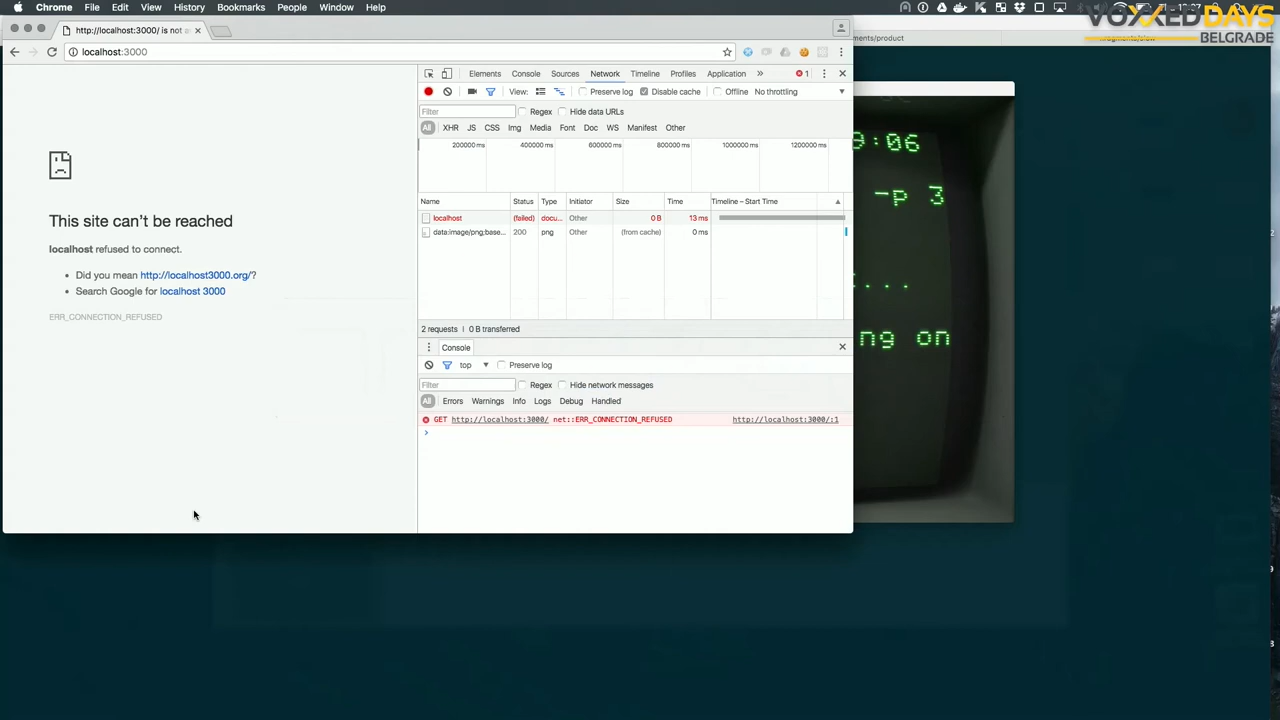 Chrome File Edit View History Bookmarks People Window Help
VOXXEDDAYS
BELGRADE
http://localhost:3000/ is not a
localhost:3000
ments/product
Elements Console Sources Network Timeline Profiles Application » 1
View: Preserve log Disable cache Offline No throttling
Filter Regex Hide data URLs
All XHR JS CSS Img Media Font Doc WS Manifest Other
200000 ms 400000 ms 600000 ms 800000 ms 1000000 ms 1200000 ms
Name Status Type Initiator Size Time Timeline – Start Time
localhost (failed) docu... Other 0 B 13 ms
data:image/png;base... 200 png Other (from cache) 0 ms
2 requests | 0 B transferred
Console
top Preserve log
Filter Regex Hide network messages
All Errors Warnings Info Logs Debug Handled
GET http://localhost:3000/ net::ERR_CONNECTION_REFUSED http://localhost:3000/:1
This site can’t be reached
localhost refused to connect.
Did you mean http://localhost3000.org/?
Search Google for localhost 3000
ERR_CONNECTION_REFUSED
9:06
-p 3
...
ng on